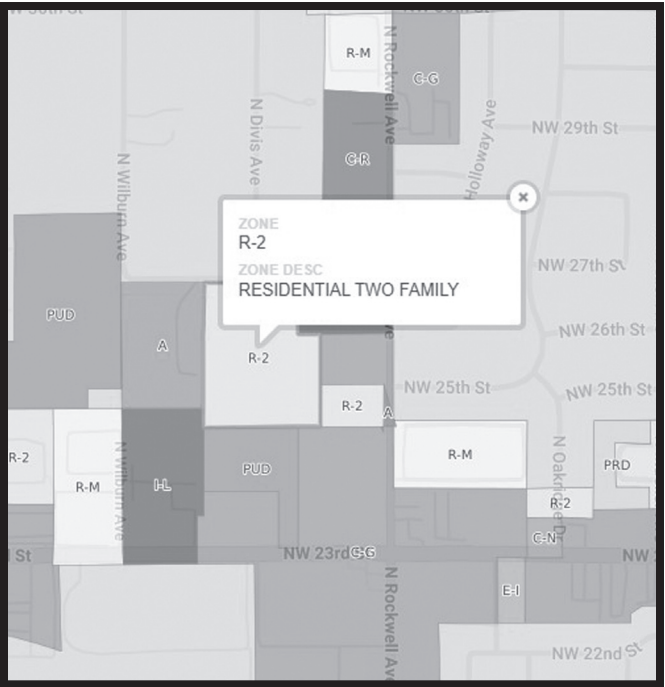 R-M
N Rockwell Ave
C-G
N Divis Ave
Holloway Ave
NW 29th St
C-R
N Wilburn Ave
ZONE
R-2
ZONE DESC
RESIDENTIAL TWO FAMILY
NW 27th St
PUD
A
R-2
NW 26th St
R-2
A
NW 25th St
NW 25th St
R-2
R-M
N Wilburn Ave
I-L
PUD
R-M
N Oakridge Dr
PRD
R-2
C-N
St
NW 23rd
C-G
NW
E-I
N Rockwell Ave
NW 22nd St